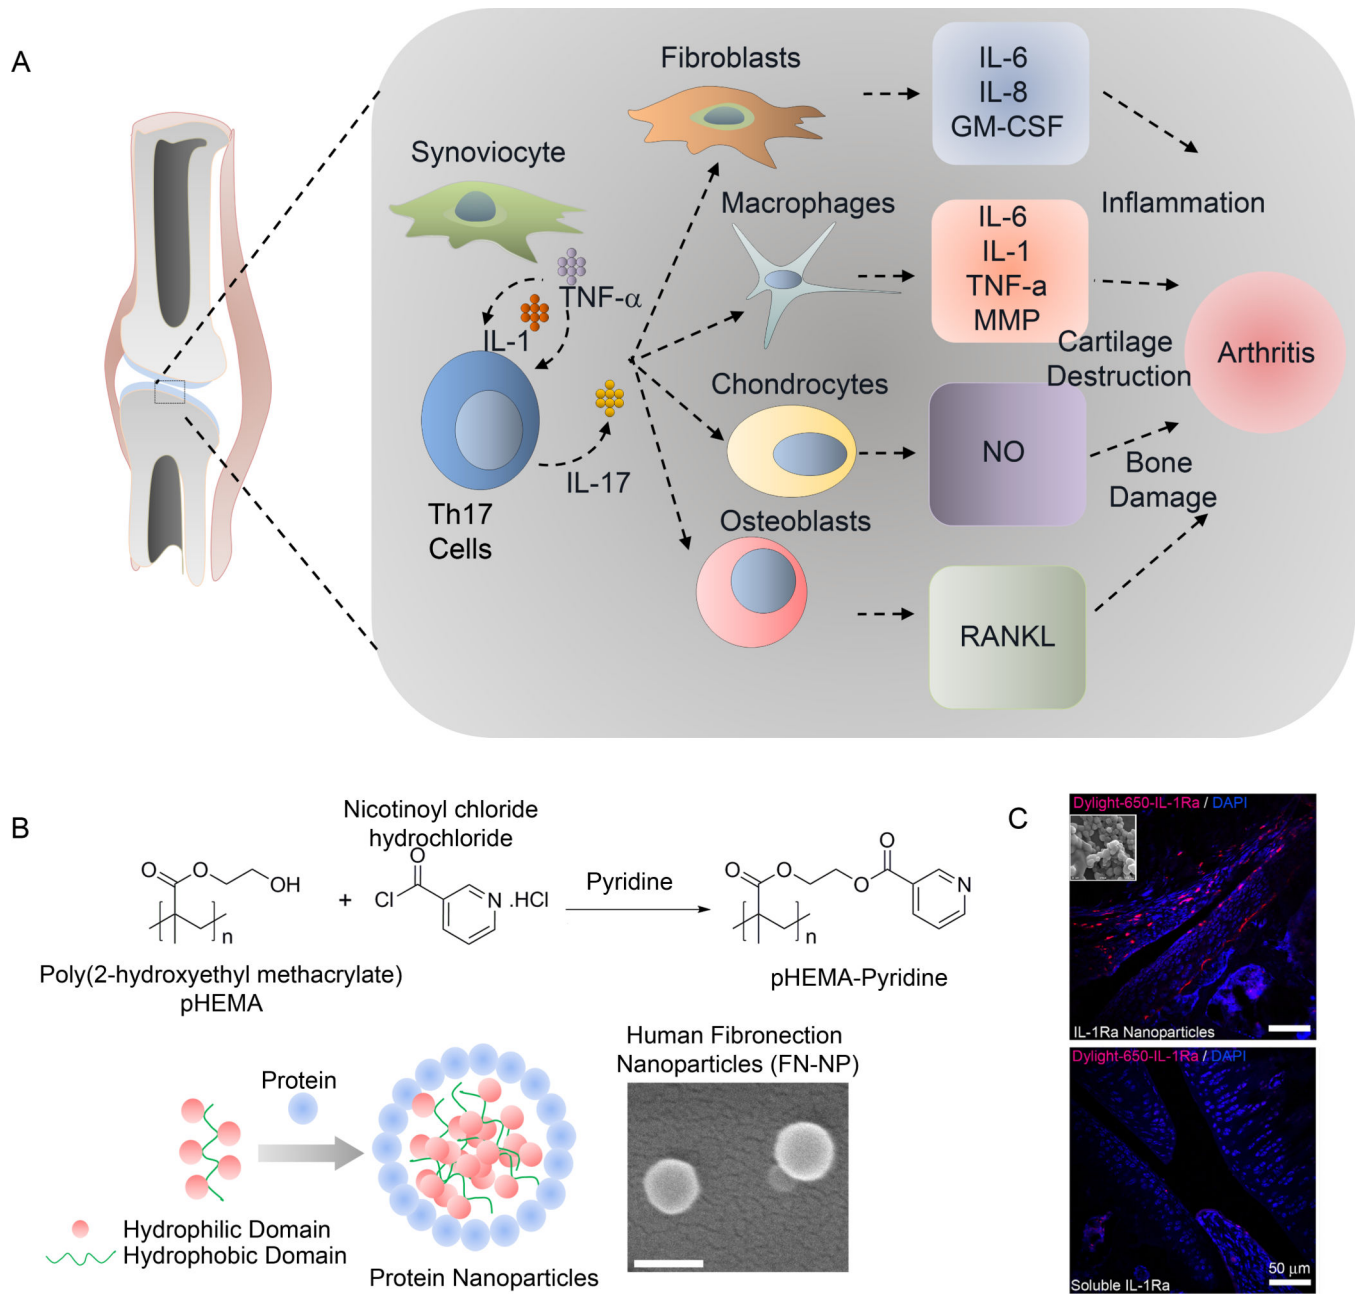 A
Synoviocyte
TNF-α
IL-1
IL-17
Th17
Cells
Fibroblasts
Macrophages
Chondrocytes
Osteoblasts
IL-6
IL-8
GM-CSF
IL-6
IL-1
TNF-a
MMP
NO
RANKL
Inflammation
Cartilage
Destruction
Bone
Damage
Arthritis
B
Nicotinoyl chloride
hydrochloride
O
O
OH
n
+
O
Cl
N .HCl
Pyridine
O
O
O
O
N
n
Poly(2-hydroxyethyl methacrylate)
pHEMA
pHEMA-Pyridine
Protein
Hydrophilic Domain
Hydrophobic Domain
Protein Nanoparticles
Human Fibronection
Nanoparticles (FN-NP)
C
Dylight-650-IL-1Ra / DAPI
IL-1Ra Nanoparticles
Dylight-650-IL-1Ra / DAPI
50 μm
Soluble IL-1Ra